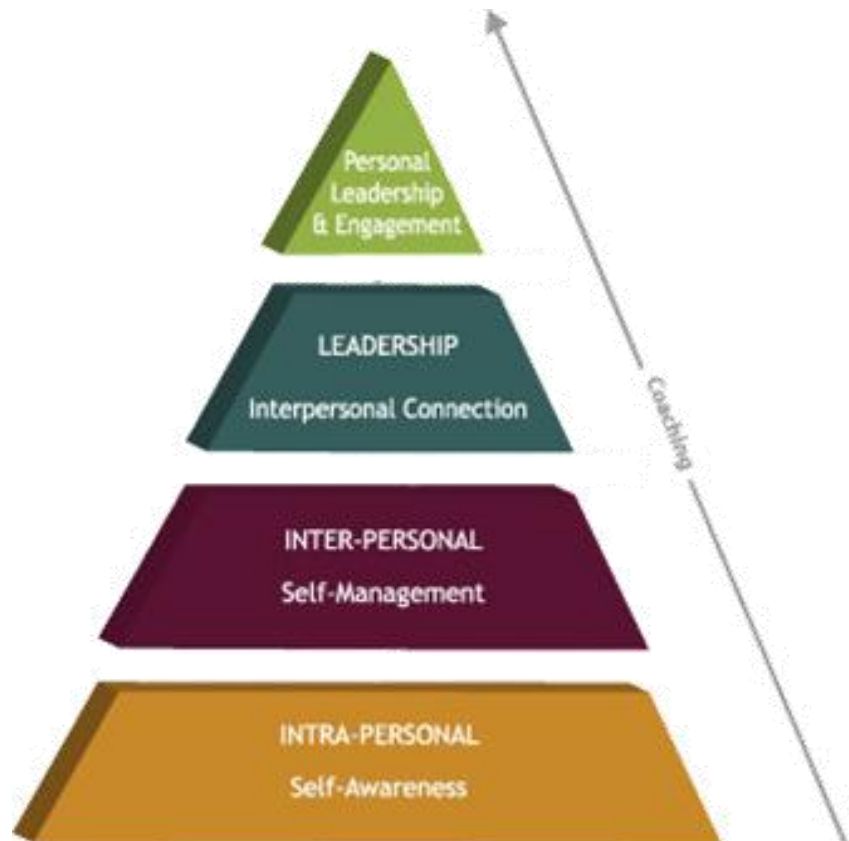 Personal
Leadership
& Engagement
LEADERSHIP
Interpersonal Connection
Coaching
INTER-PERSONAL
Self-Management
INTRA-PERSONAL
Self-Awareness